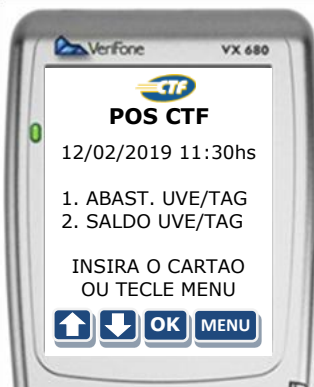 VeriFone VX 680
CTF
POS CTF
12/02/2019 11:30hs
1. ABAST. UVE/TAG
2. SALDO UVE/TAG
INSIRA O CARTAO
OU TECLE MENU
OK MENU